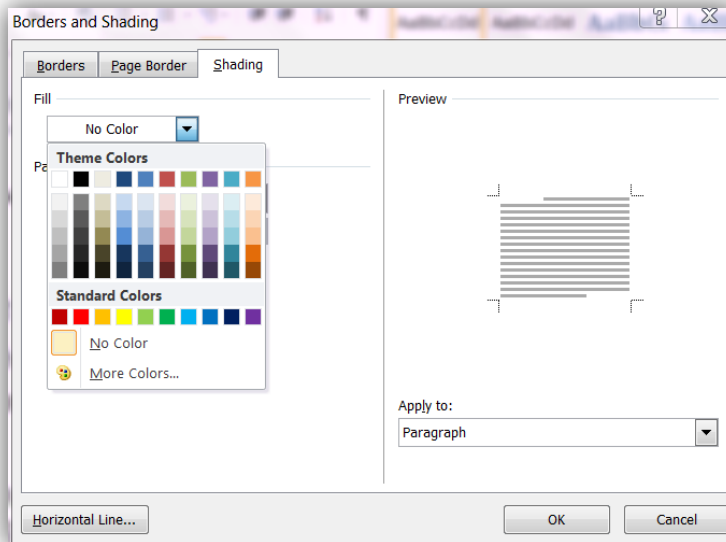 Borders and Shading
Borders
Page Border
Shading
Fill
Preview
No Color
Theme Colors
Pa
Standard Colors
No Color
More Colors...
Apply to:
Paragraph
Horizontal Line...
OK
Cancel